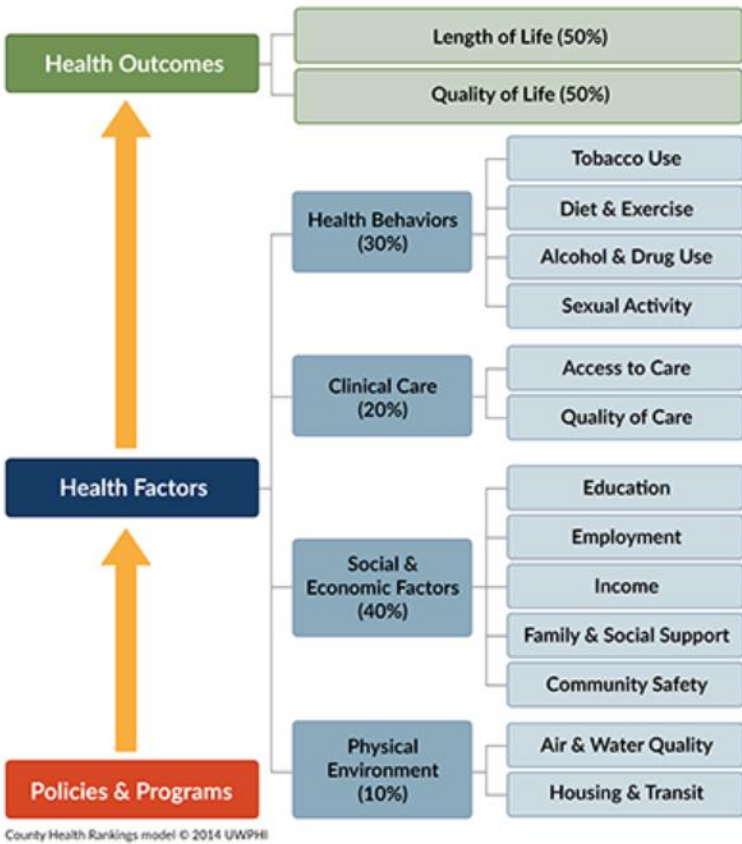 Health Outcomes
Length of Life (50%)
Quality of Life (50%)
Health Factors
Health Behaviors
(30%)
Tobacco Use
Diet & Exercise
Alcohol & Drug Use
Sexual Activity
Clinical Care
(20%)
Access to Care
Quality of Care
Social &
Economic Factors
(40%)
Education
Employment
Income
Family & Social Support
Community Safety
Physical
Environment
(10%)
Air & Water Quality
Housing & Transit
Policies & Programs
County Health Rankings model © 2014 UWPHI